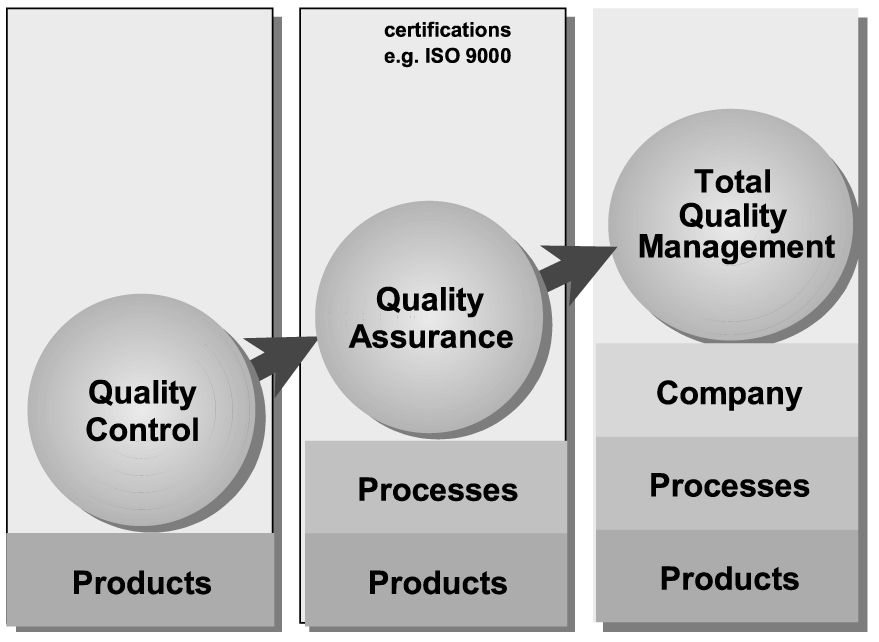 certifications
e.g. ISO 9000
Quality
Control
Products
Quality
Assurance
Processes
Products
Total
Quality
Management
Company
Processes
Products